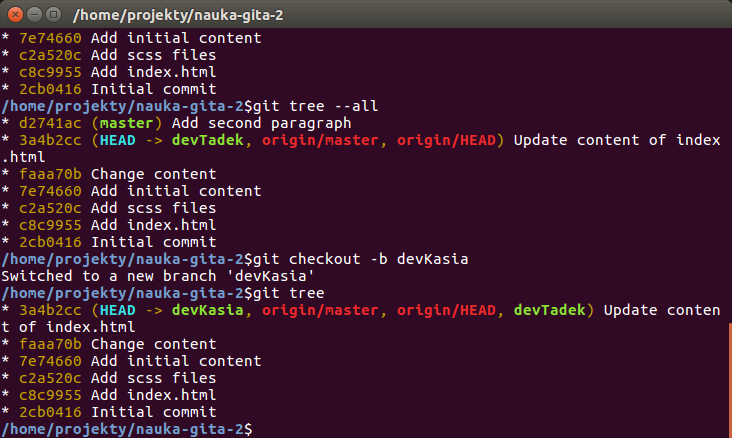 /home/projekty/nauka-gita-2
* 7e74660 Add initial content
* c2a520c Add scss files
* c8c9955 Add index.html
* 2cb0416 Initial commit
/home/projekty/nauka-gita-2$git tree --all
* d2741ac (master) Add second paragraph
* 3a4b2cc (HEAD -> devTadek, origin/master, origin/HEAD) Update content of index
.html
* faaa70b Change content
* 7e74660 Add initial content
* c2a520c Add scss files
* c8c9955 Add index.html
* 2cb0416 Initial commit
/home/projekty/nauka-gita-2$git checkout -b devKasia
Switched to a new branch 'devKasia'
/home/projekty/nauka-gita-2$git tree
* 3a4b2cc (HEAD -> devKasia, origin/master, origin/HEAD, devTadek) Update conten
t of index.html
* faaa70b Change content
* 7e74660 Add initial content
* c2a520c Add scss files
* c8c9955 Add index.html
* 2cb0416 Initial commit
/home/projekty/nauka-gita-2$